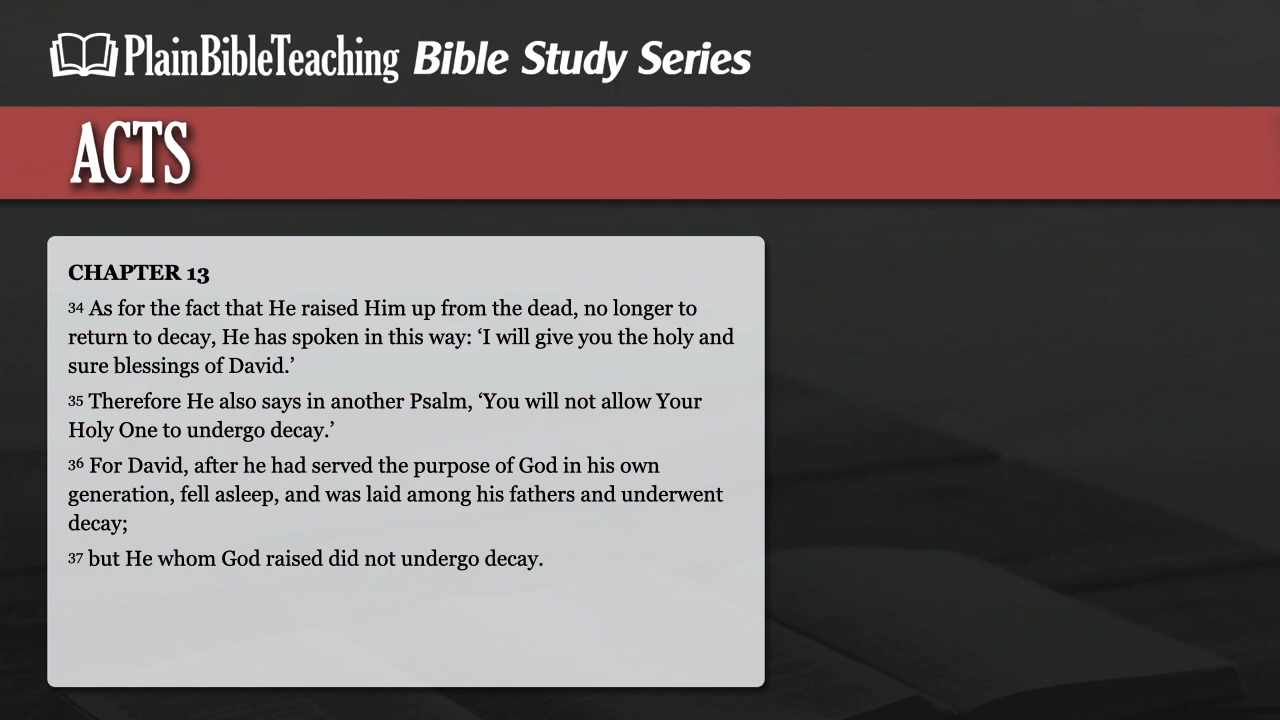 PlainBibleTeaching Bible Study Series
ACTS
CHAPTER 13
34 As for the fact that He raised Him up from the dead, no longer to
return to decay, He has spoken in this way: ‘I will give you the holy and
sure blessings of David.’
35 Therefore He also says in another Psalm, ‘You will not allow Your
Holy One to undergo decay.’
36 For David, after he had served the purpose of God in his own
generation, fell asleep, and was laid among his fathers and underwent
decay;
37 but He whom God raised did not undergo decay.